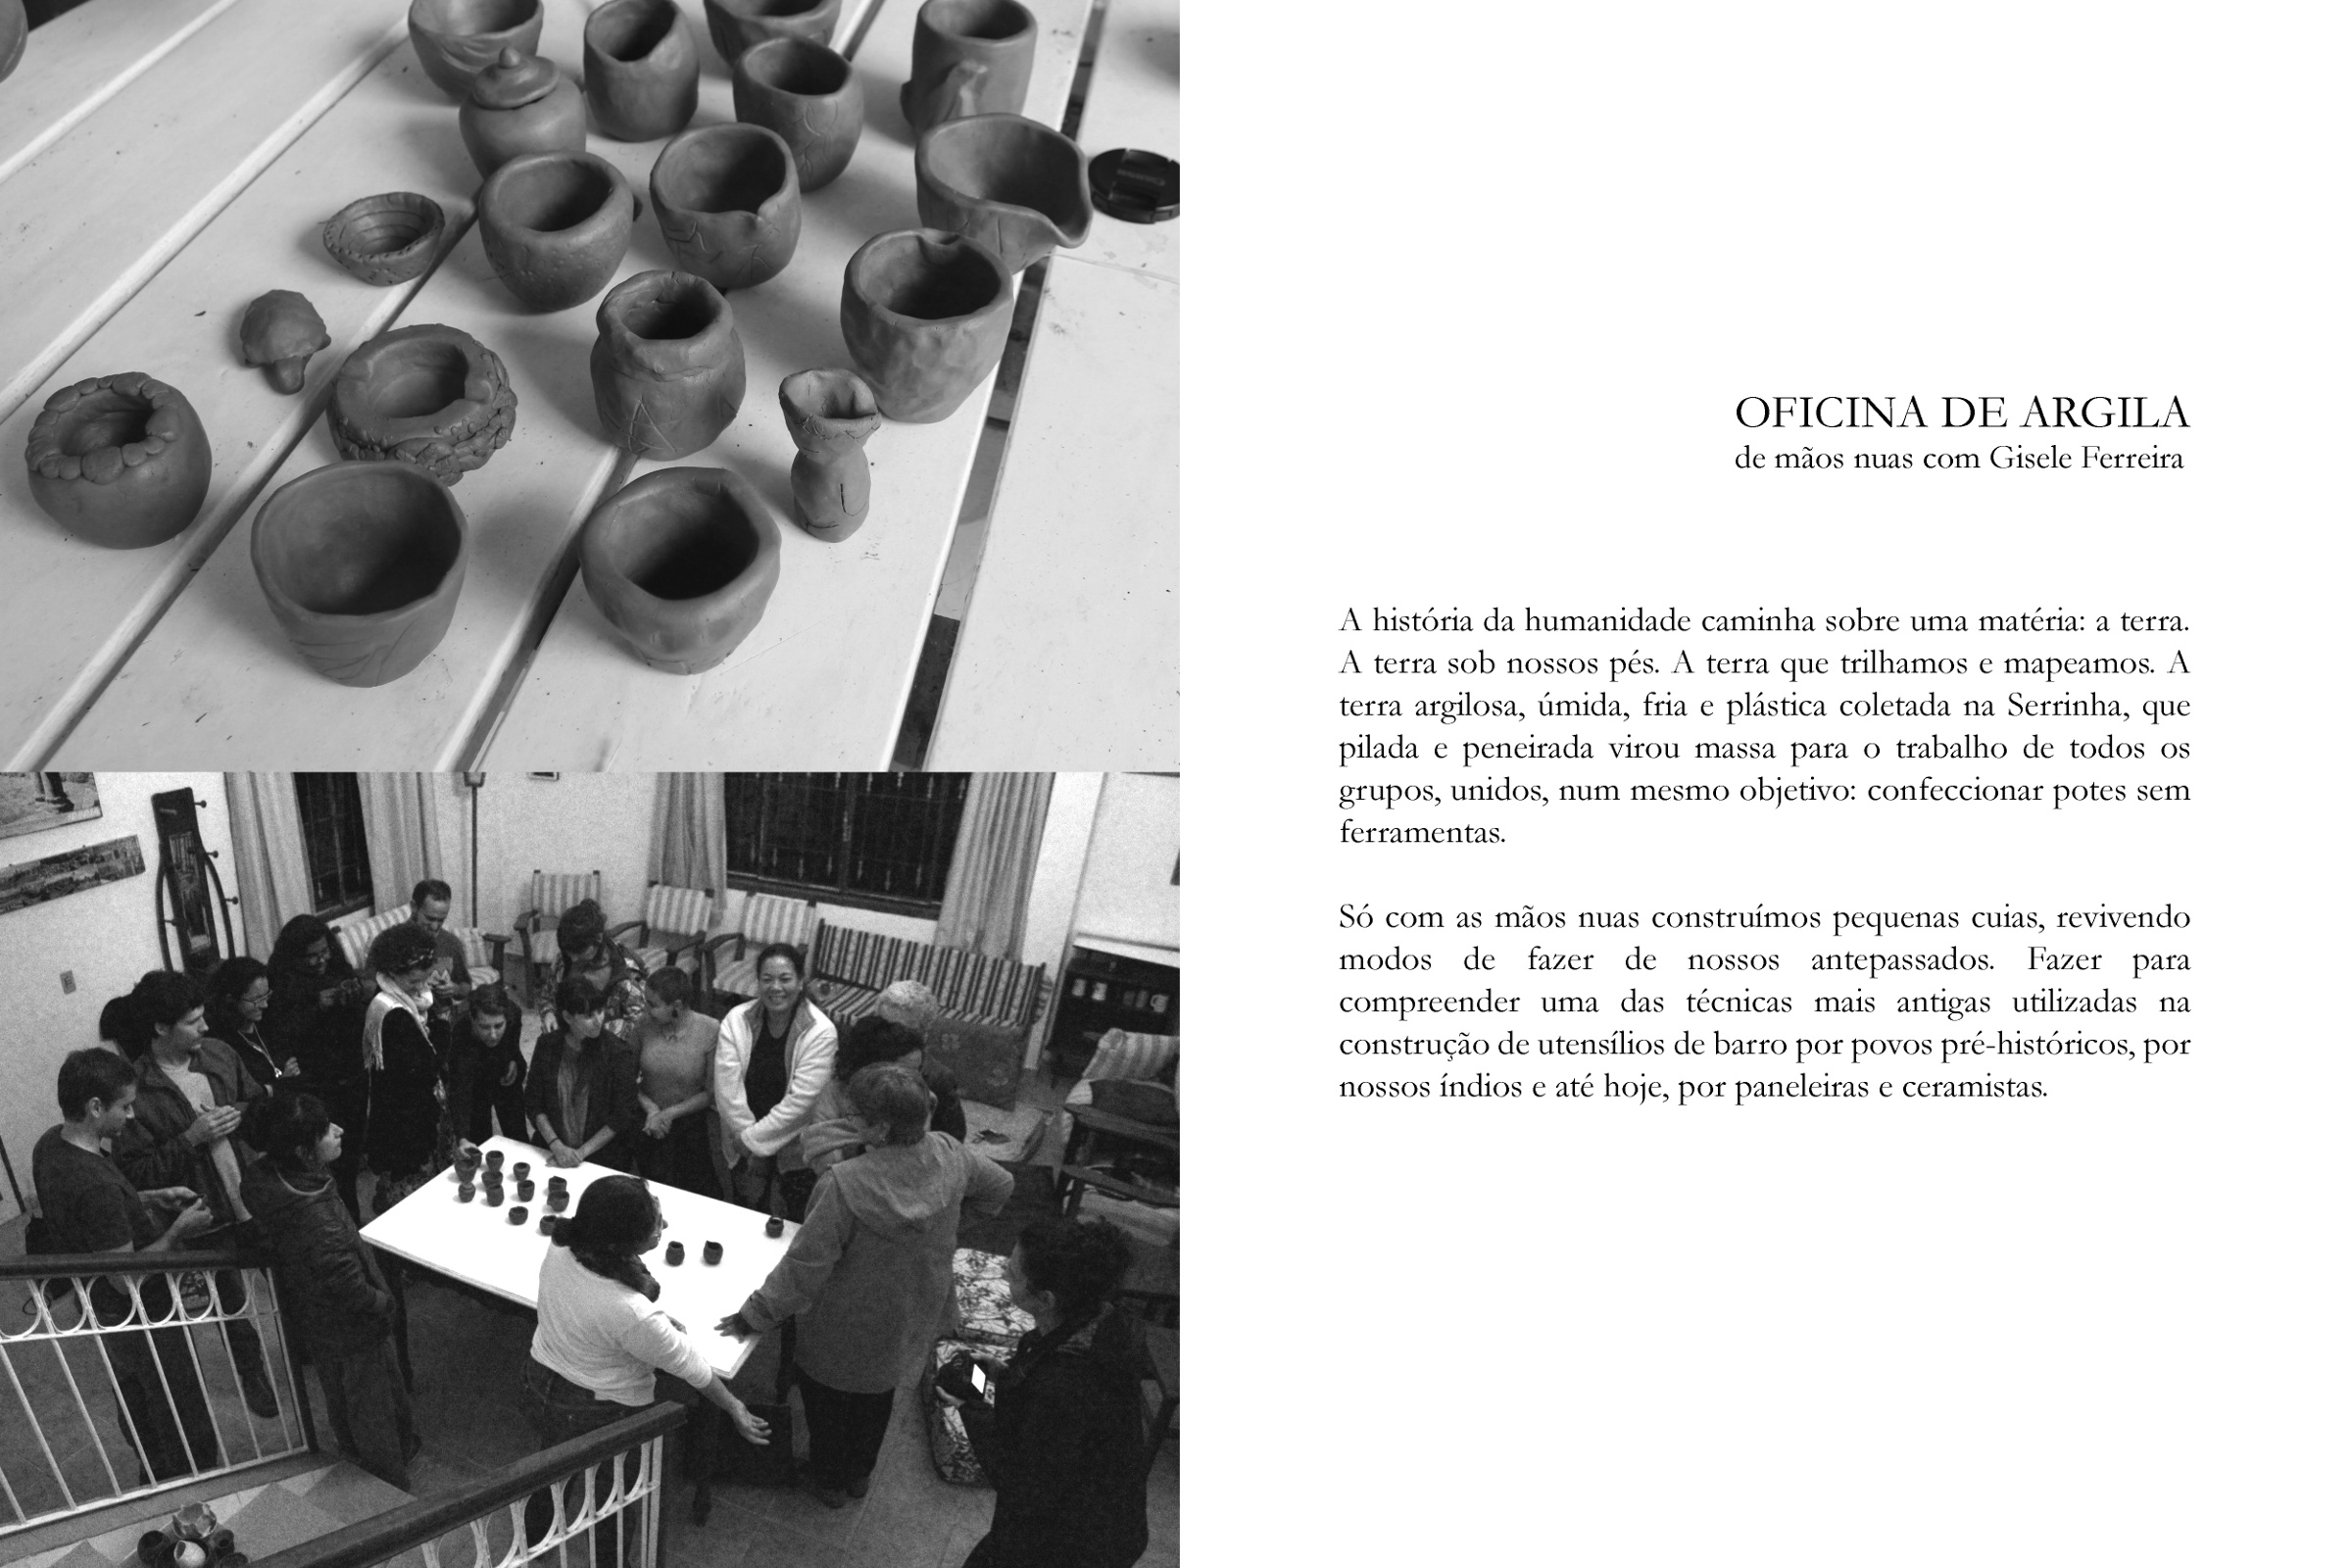 OFICINA DE ARGILA
de mãos nuas com Gisele Ferreira
A história da humanidade caminha sobre uma matéria: a terra.
A terra sob nossos pés. A terra que trilhamos e mapeamos. A
terra argilosa, úmida, fria e plástica coletada na Serrinha, que
pilada e peneirada virou massa para o trabalho de todos os
grupos, unidos, num mesmo objetivo: confeccionar potes sem
ferramentas.
Só com as mãos nuas construímos pequenas cuias, revivendo
modos de fazer de nossos antepassados. Fazer para
compreender uma das técnicas mais antigas utilizadas na
construção de utensílios de barro por povos pré-históricos, por
nossos índios e até hoje, por paneleiras e ceramistas.